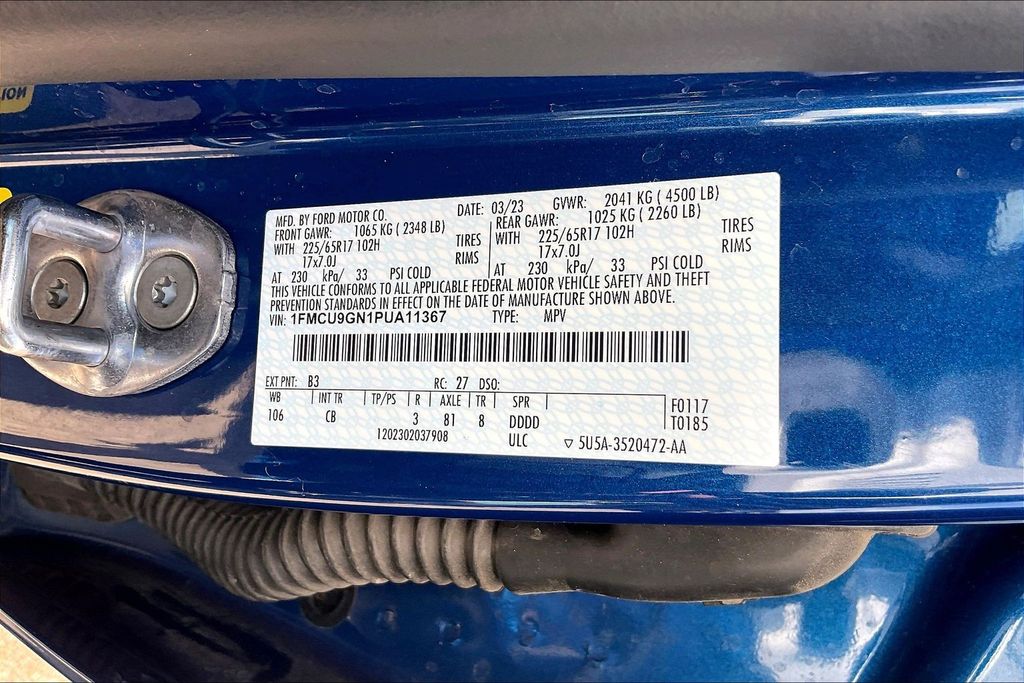 ION
MFD. BY FORD MOTOR CO. DATE: 03/23 GVWR: 2041 KG ( 4500 LB)
FRONT GAWR: 1065 KG ( 2348 LB) REAR GAWR: 1025 KG ( 2260 LB)
WITH 225/65R17 102H TIRES WITH 225/65R17 102H TIRES
17x7.0J RIMS 17x7.0J RIMS
AT 230 kPa/ 33 PSI COLD AT 230 kPa/ 33 PSI COLD
THIS VEHICLE CONFORMS TO ALL APPLICABLE FEDERAL MOTOR VEHICLE SAFETY AND THEFT
PREVENTION STANDARDS IN EFFECT ON THE DATE OF MANUFACTURE SHOWN ABOVE.
VIN: 1FMCU9GN1PUA11367 TYPE: MPV
EXT PNT: B3 RC: 27 DSO:
WB INT TR TP/PS R AXLE TR SPR F0117
106 CB 3 81 8 DDDD T0185
1202302037908 ULC ▽ 5U5A-3520472-AA